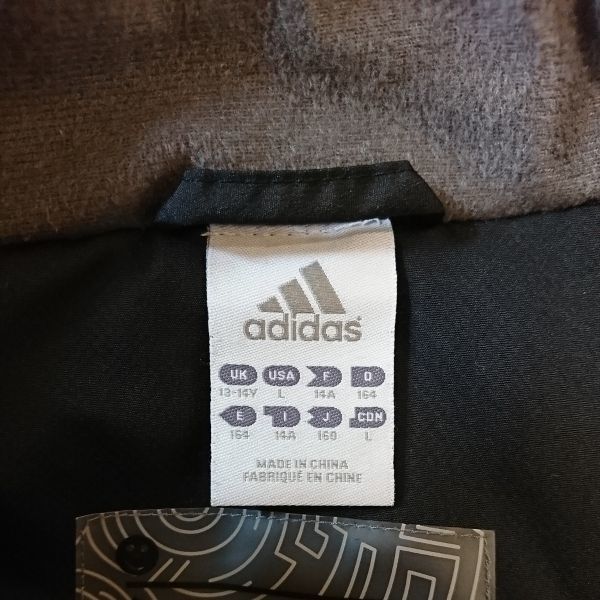 adidas
UK USA F D
13-14Y L 14A 164
E I J CDN
164 14A 160 L
MADE IN CHINA
FABRIQUÉ EN CHINE